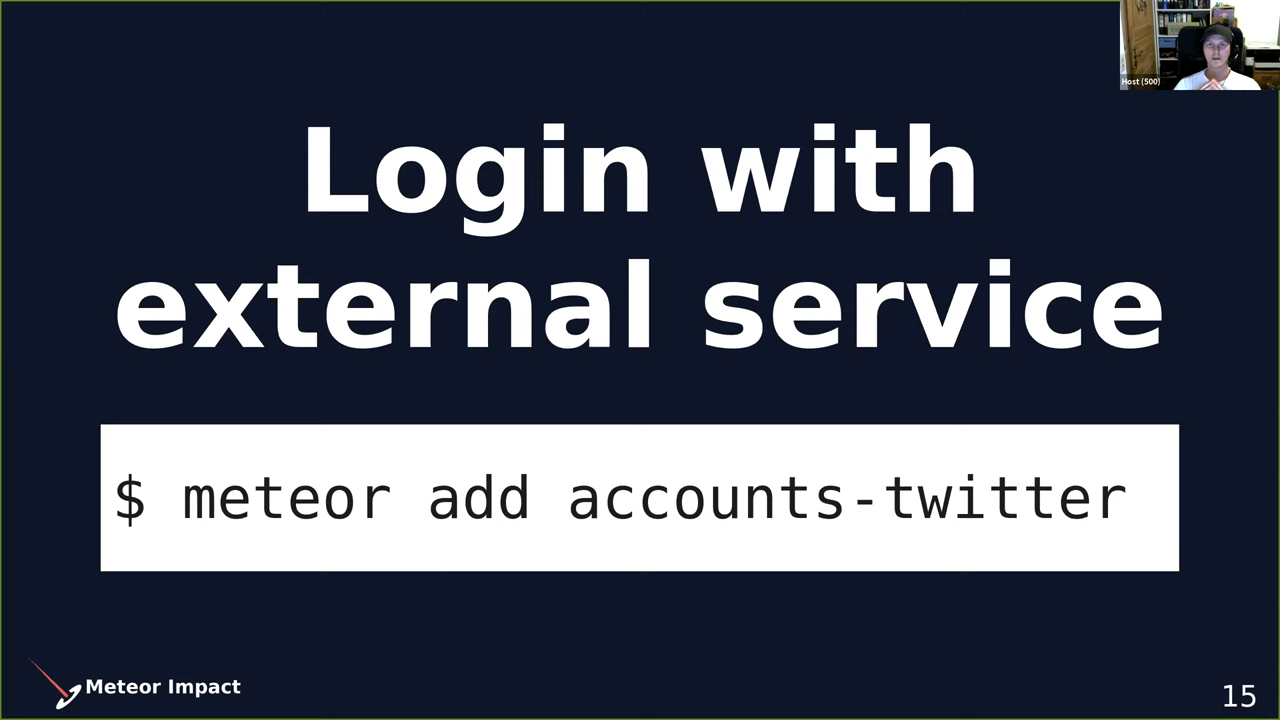 Host (500)
Login with
external service
$ meteor add accounts-twitter
Meteor Impact
15